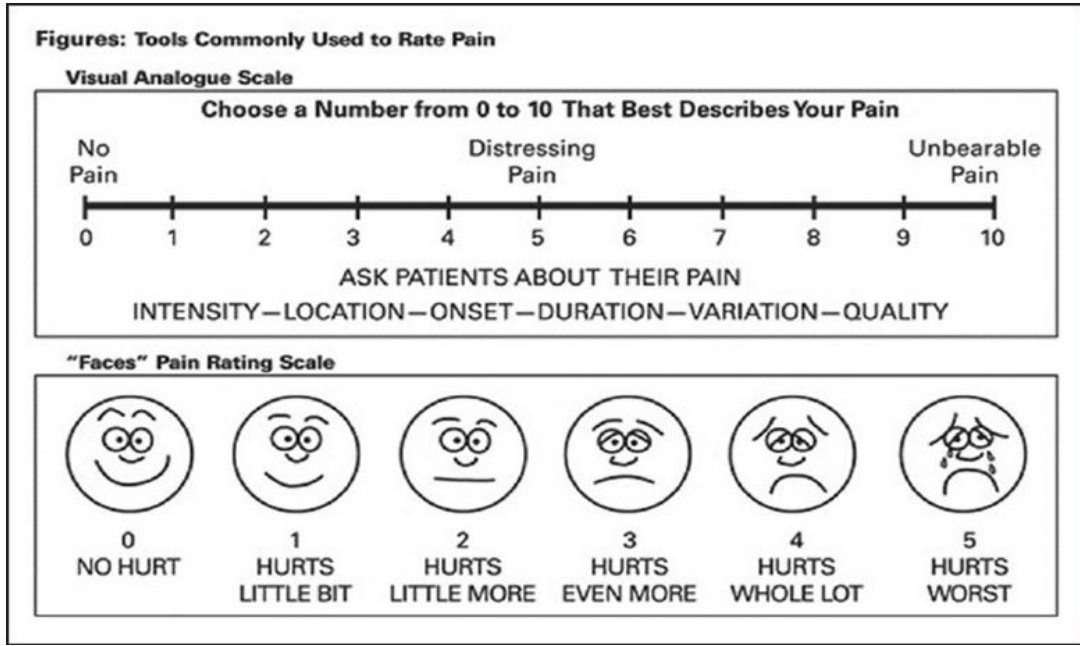 Figures: Tools Commonly Used to Rate Pain
Visual Analogue Scale
Choose a Number from 0 to 10 That Best Describes Your Pain
No Pain
Distressing Pain
Unbearable Pain
0 1 2 3 4 5 6 7 8 9 10
ASK PATIENTS ABOUT THEIR PAIN
INTENSITY—LOCATION—ONSET—DURATION—VARIATION—QUALITY
"Faces" Pain Rating Scale
0
NO HURT
1
HURTS
LITTLE BIT
2
HURTS
LITTLE MORE
3
HURTS
EVEN MORE
4
HURTS
WHOLE LOT
5
HURTS
WORST